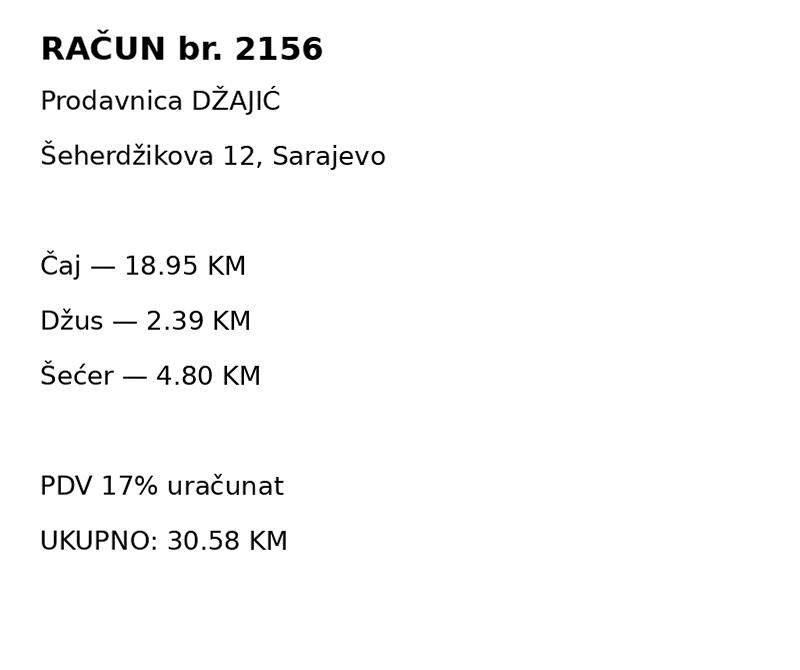 RAČUN br. 2156
Prodavnica DŽAJIĆ
Šeherdžikova 12, Sarajevo
Čaj — 18.95 KM
Džus — 2.39 KM
Šećer — 4.80 KM
PDV 17% uračunat
UKUPNO: 30.58 KM